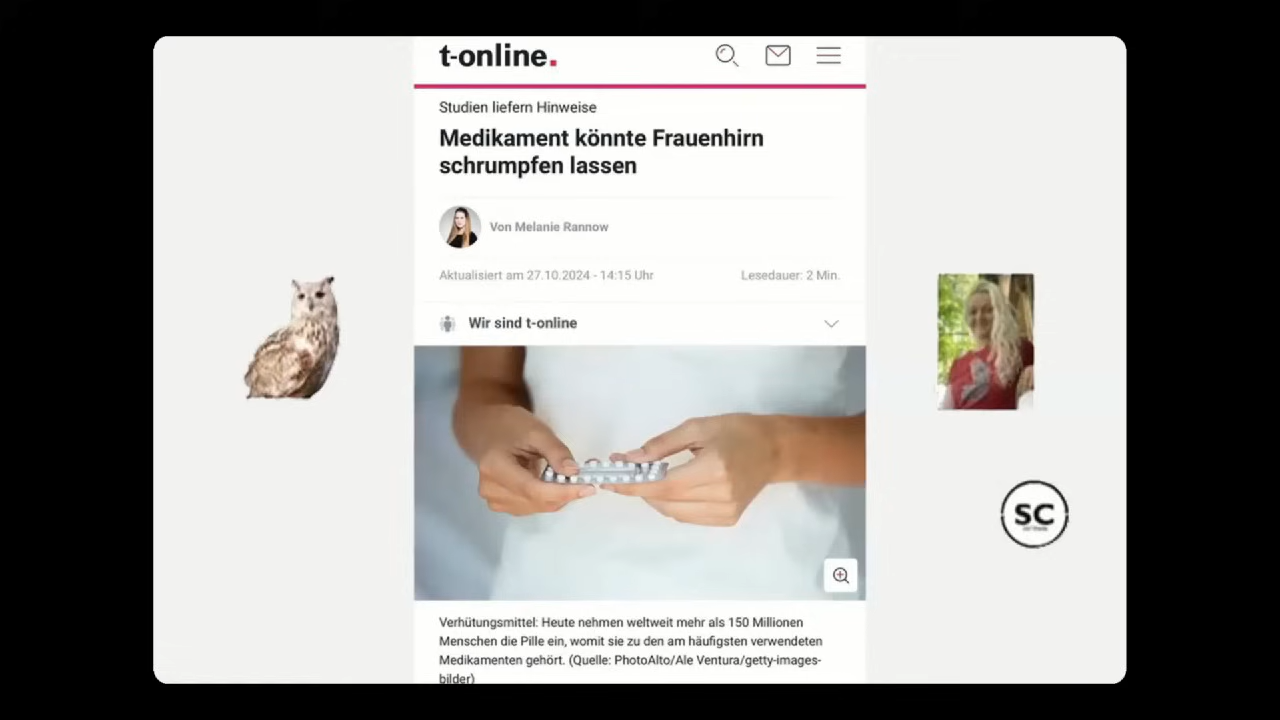 t-online.
Studien liefern Hinweise
Medikament könnte Frauenhirn
schrumpfen lassen
Von Melanie Rannow
Aktualisiert am 27.10.2024 - 14:15 Uhr
Lesedauer: 2 Min.
Wir sind t-online
Verhütungsmittel: Heute nehmen weltweit mehr als 150 Millionen
Menschen die Pille ein, womit sie zu den am häufigsten verwendeten
Medikamenten gehört. (Quelle: PhotoAlto/Ale Ventura/getty-images-
bilder)
SC